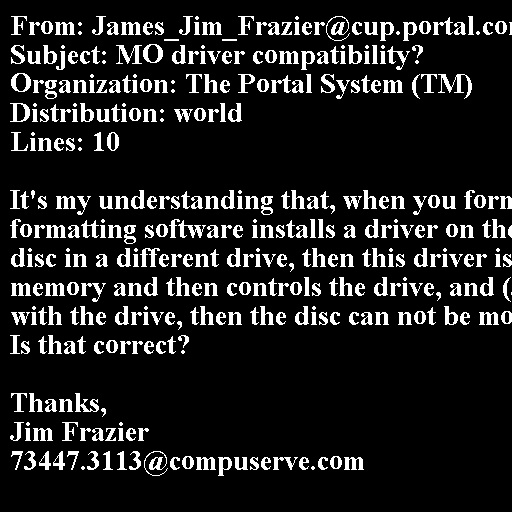 From: James_Jim_Frazier@cup.portal.co
Subject: MO driver compatibility?
Organization: The Portal System (TM)
Distribution: world
Lines: 10
It's my understanding that, when you form
formatting software installs a driver on the
disc in a different drive, then this driver is
memory and then controls the drive, and (
with the drive, then the disc can not be mo
Is that correct?
Thanks,
Jim Frazier
73447.3113@compuserve.com